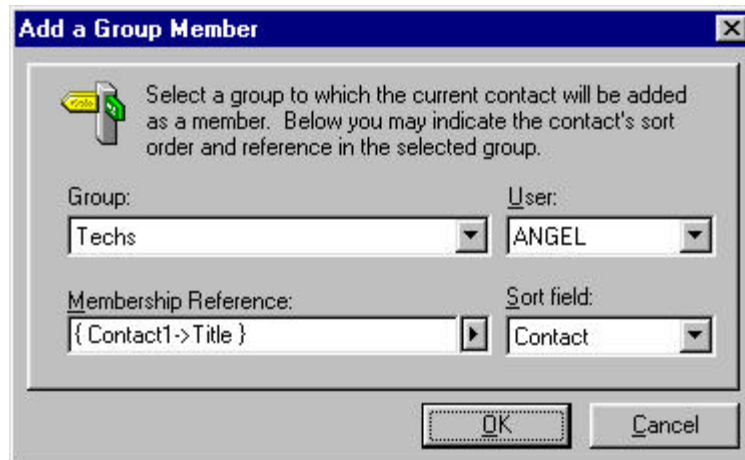 Add a Group Member
Select a group to which the current contact will be added
as a member. Below you may indicate the contact's sort
order and reference in the selected group.
Group:
User:
Techs
ANGEL
Membership Reference:
Sort field:
{ Contact1->Title }
Contact
OK
Cancel